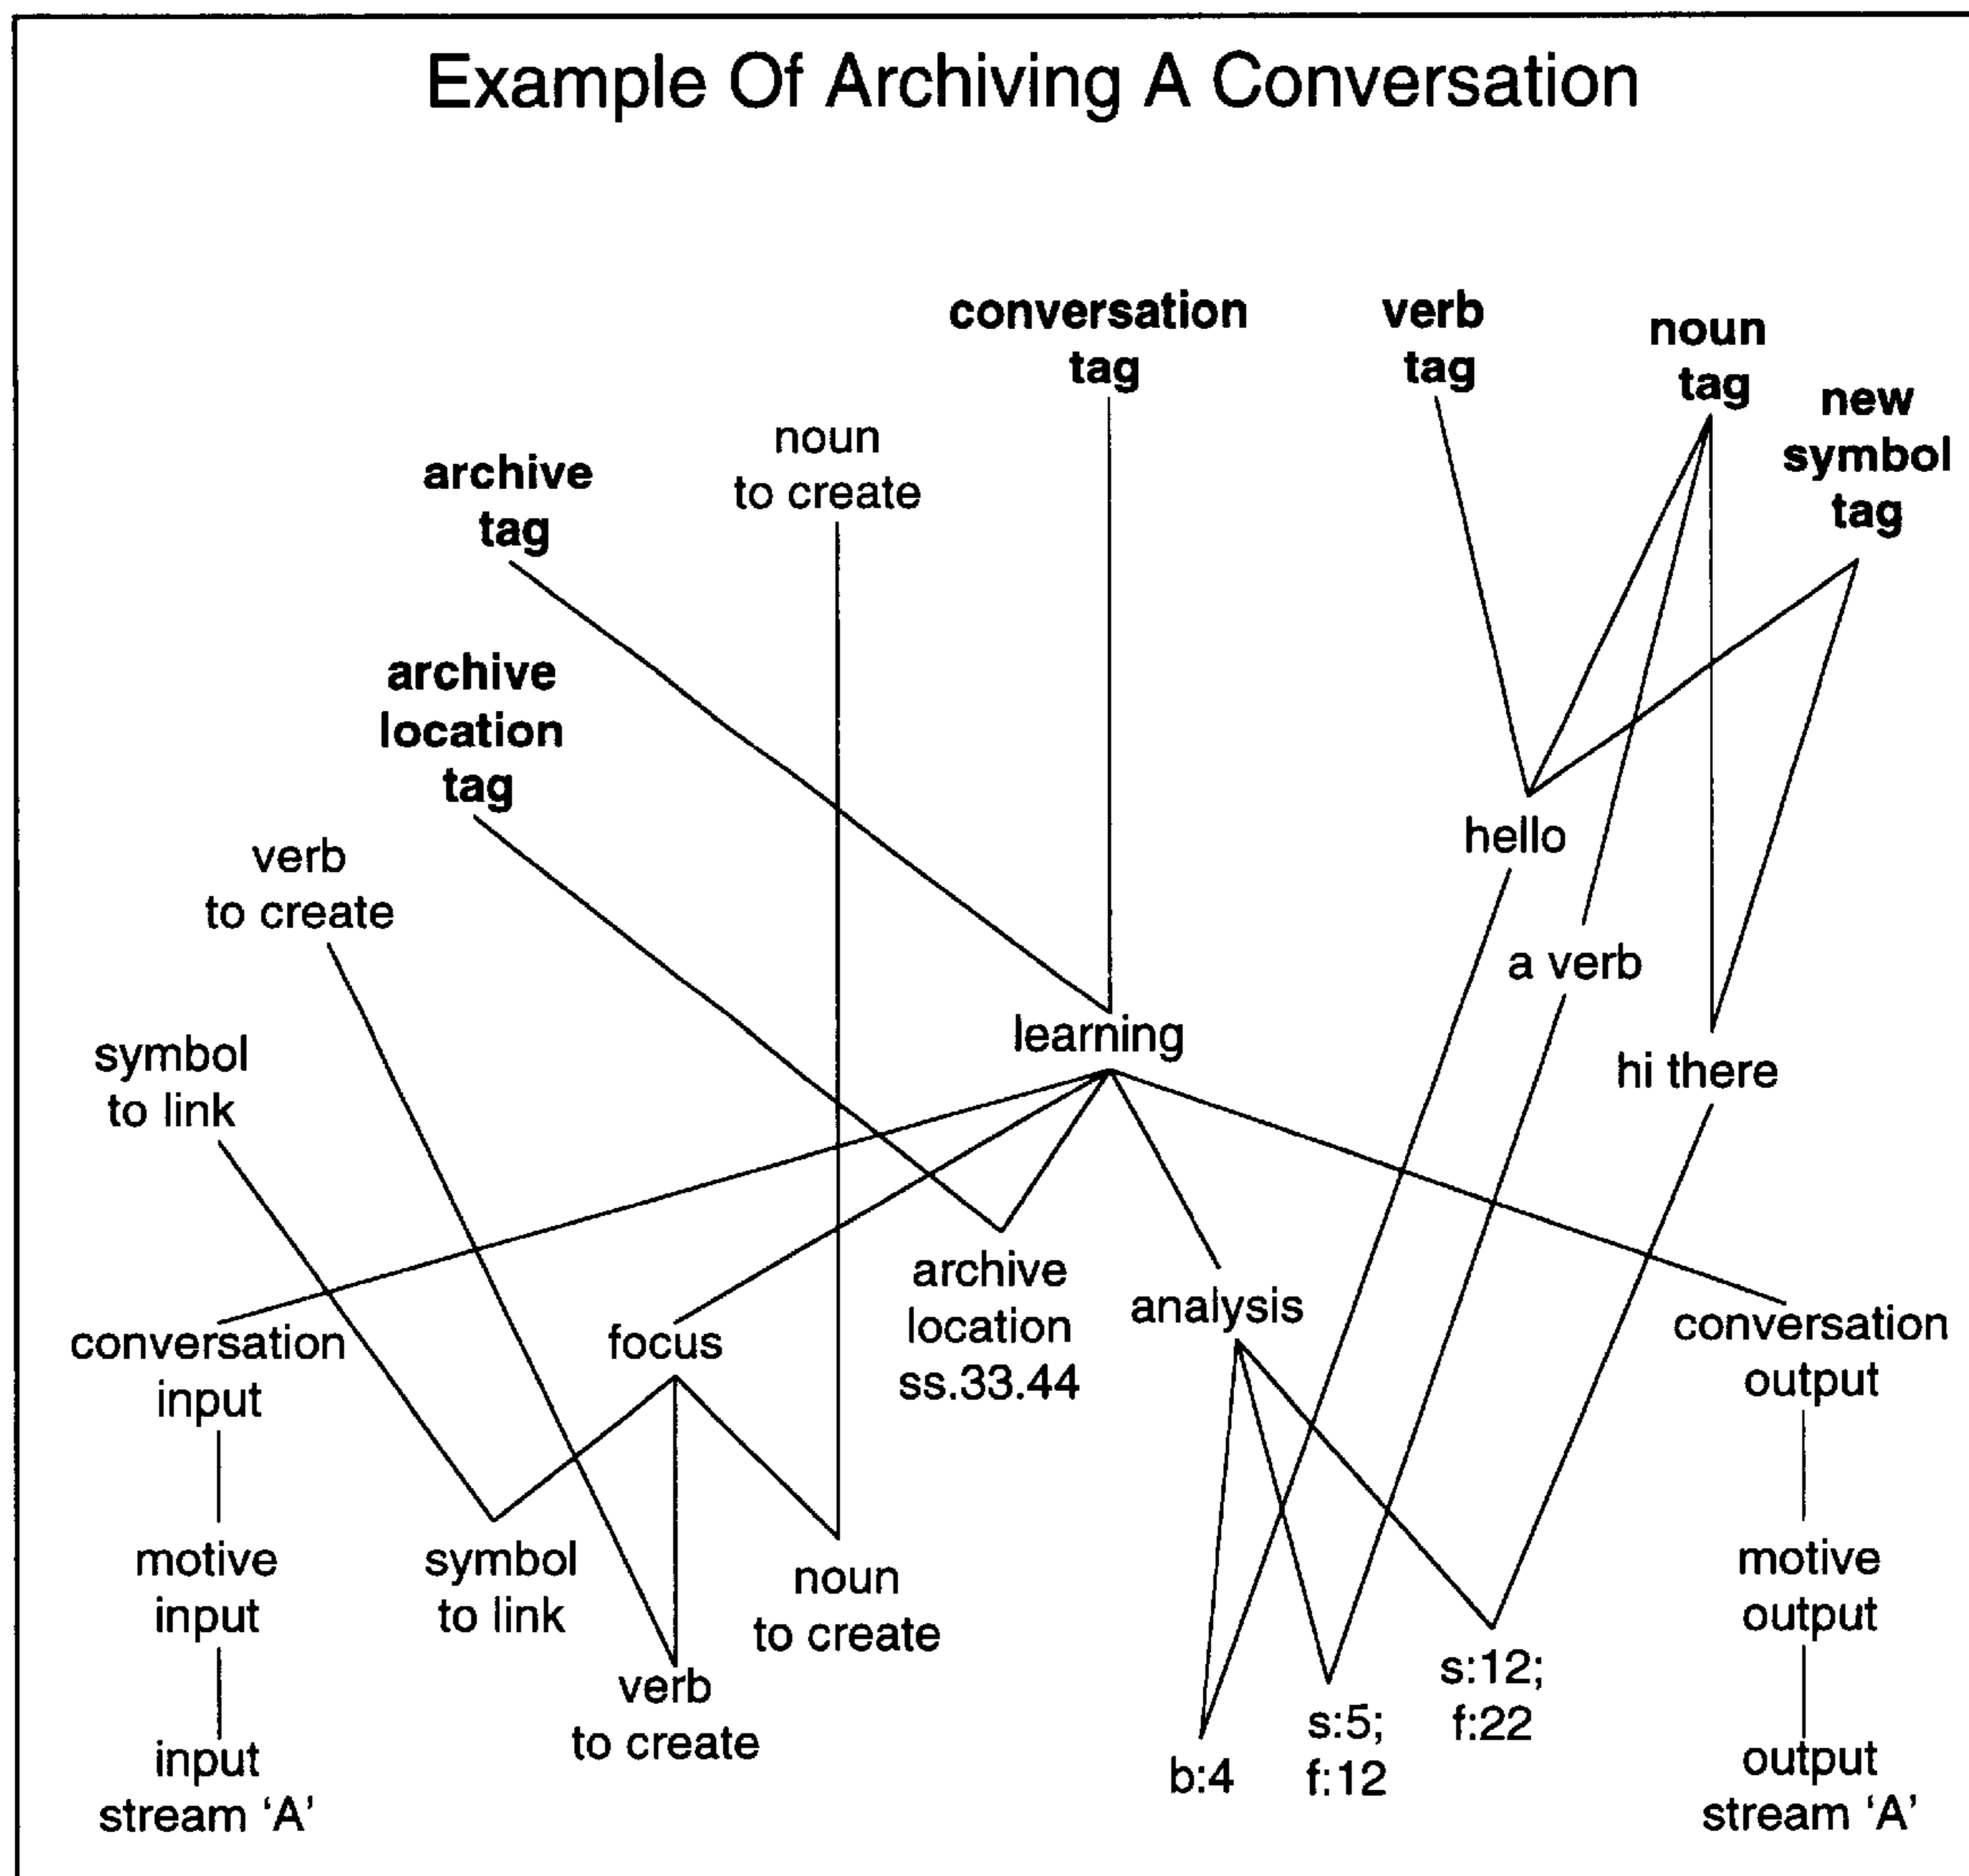 Example Of Archiving A Conversation
conversation
tag
verb
tag
noun
tag
new
symbol
tag
noun
to create
archive
tag
archive
location
tag
verb
to create
hello
a verb
hi there
learning
symbol
to link
conversation
input
focus
archive
location
ss.33.44
analysis
conversation
output
motive
input
symbol
to link
noun
to create
verb
to create
motive
output
input
stream ‘A’
b:4
s:5;
f:12
s:12;
f:22
output
stream ‘A’